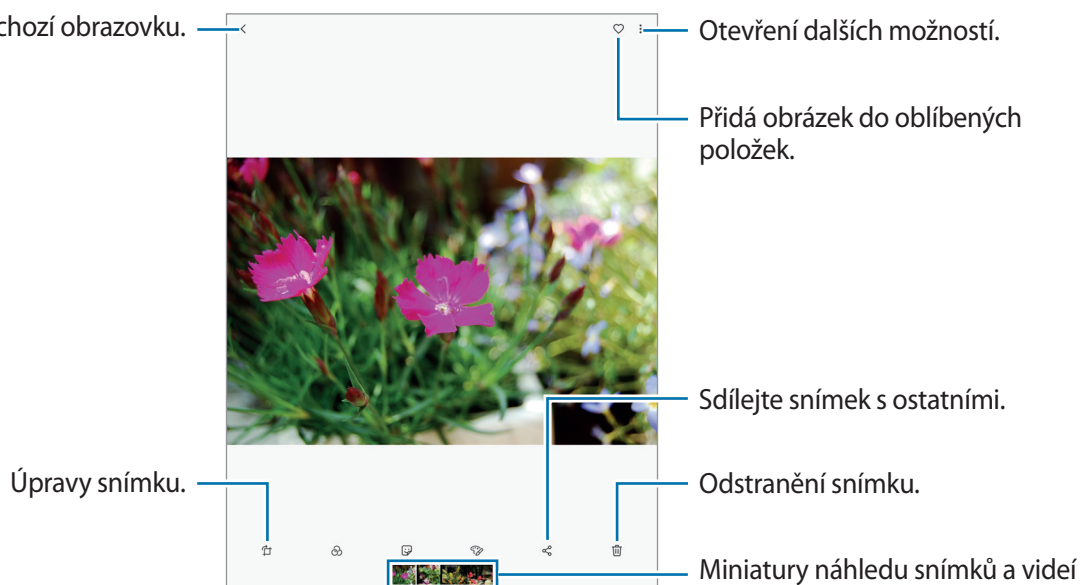 chozí obrazovku.
Otevření dalších možností.
Přidá obrázek do oblíbených
položek.
Sdílejte snímek s ostatními.
Úpravy snímku.
Odstranění snímku.
Miniatury náhledu snímků a videí